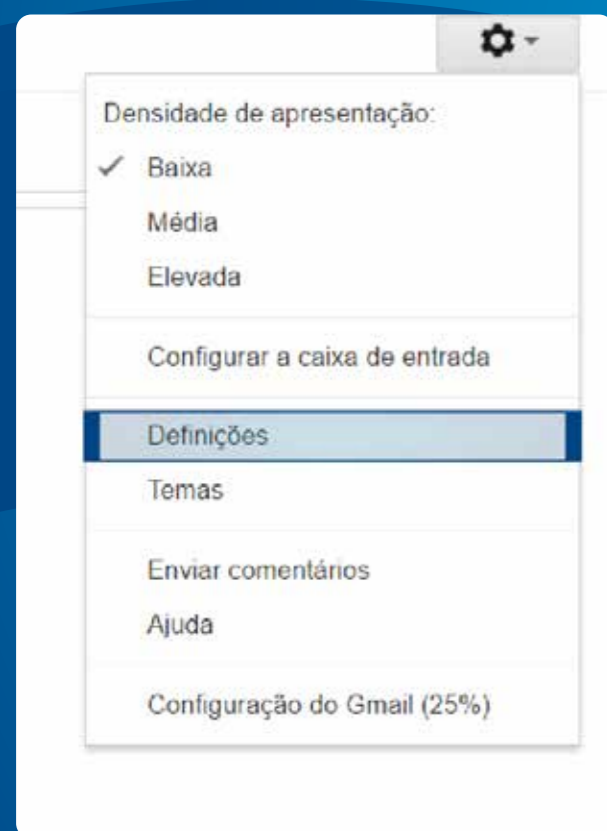 Densidade de apresentação:
Baixa
Média
Elevada
Configurar a caixa de entrada
Definições
Temas
Enviar comentários
Ajuda
Configuração do Gmail (25%)